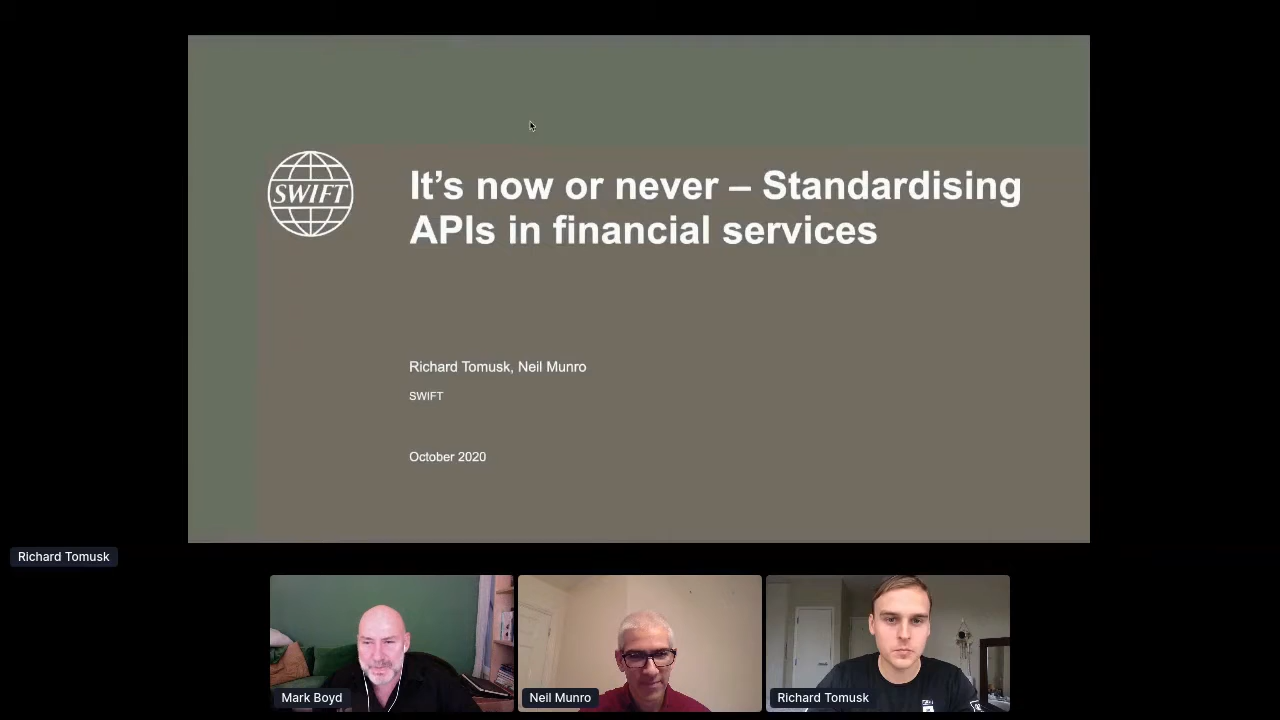 SWIFT
It's now or never – Standardising
APIs in financial services
Richard Tomusk, Neil Munro
SWIFT
October 2020
Richard Tomusk
Mark Boyd
Neil Munro
Richard Tomusk